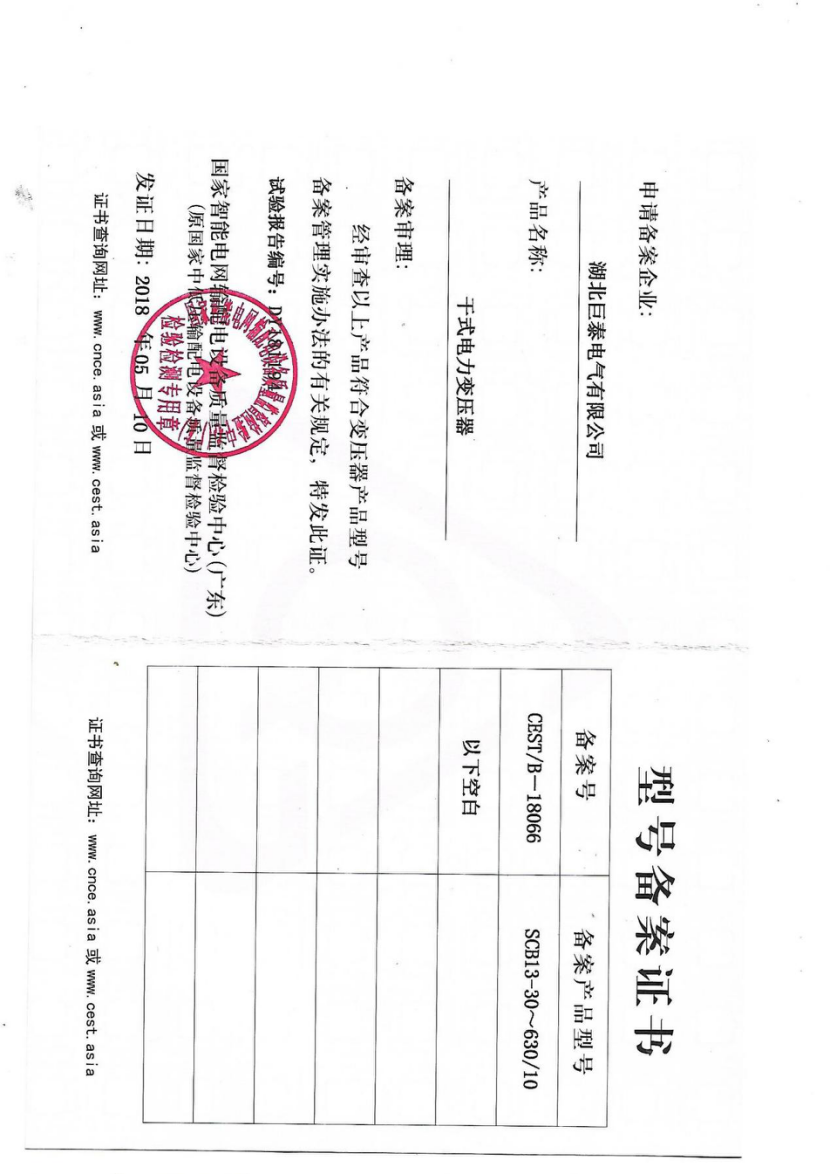 申请备案企业:
湖北巨泰电气有限公司
产品名称:
干式电力变压器
备案审理:
经审查以上产品符合变压器产品型号
备案管理实施办法的有关规定,特发此证。
试验报告编号:
国家智能电网输配电设备质量监督检验中心(广东)
(原国家中低压输配电设备质量监督检验中心)
发证日期: 2018 年05 月 10 日
检验检测专用章
证书查询网址: www.cnce.asia 或 www.cest.asia
型号备案证书
备案号 备案产品型号
CEST/B—18066 SCB13-30～630/10
以下空白
证书查询网址: www.cnce.asia 或 www.cest.asia